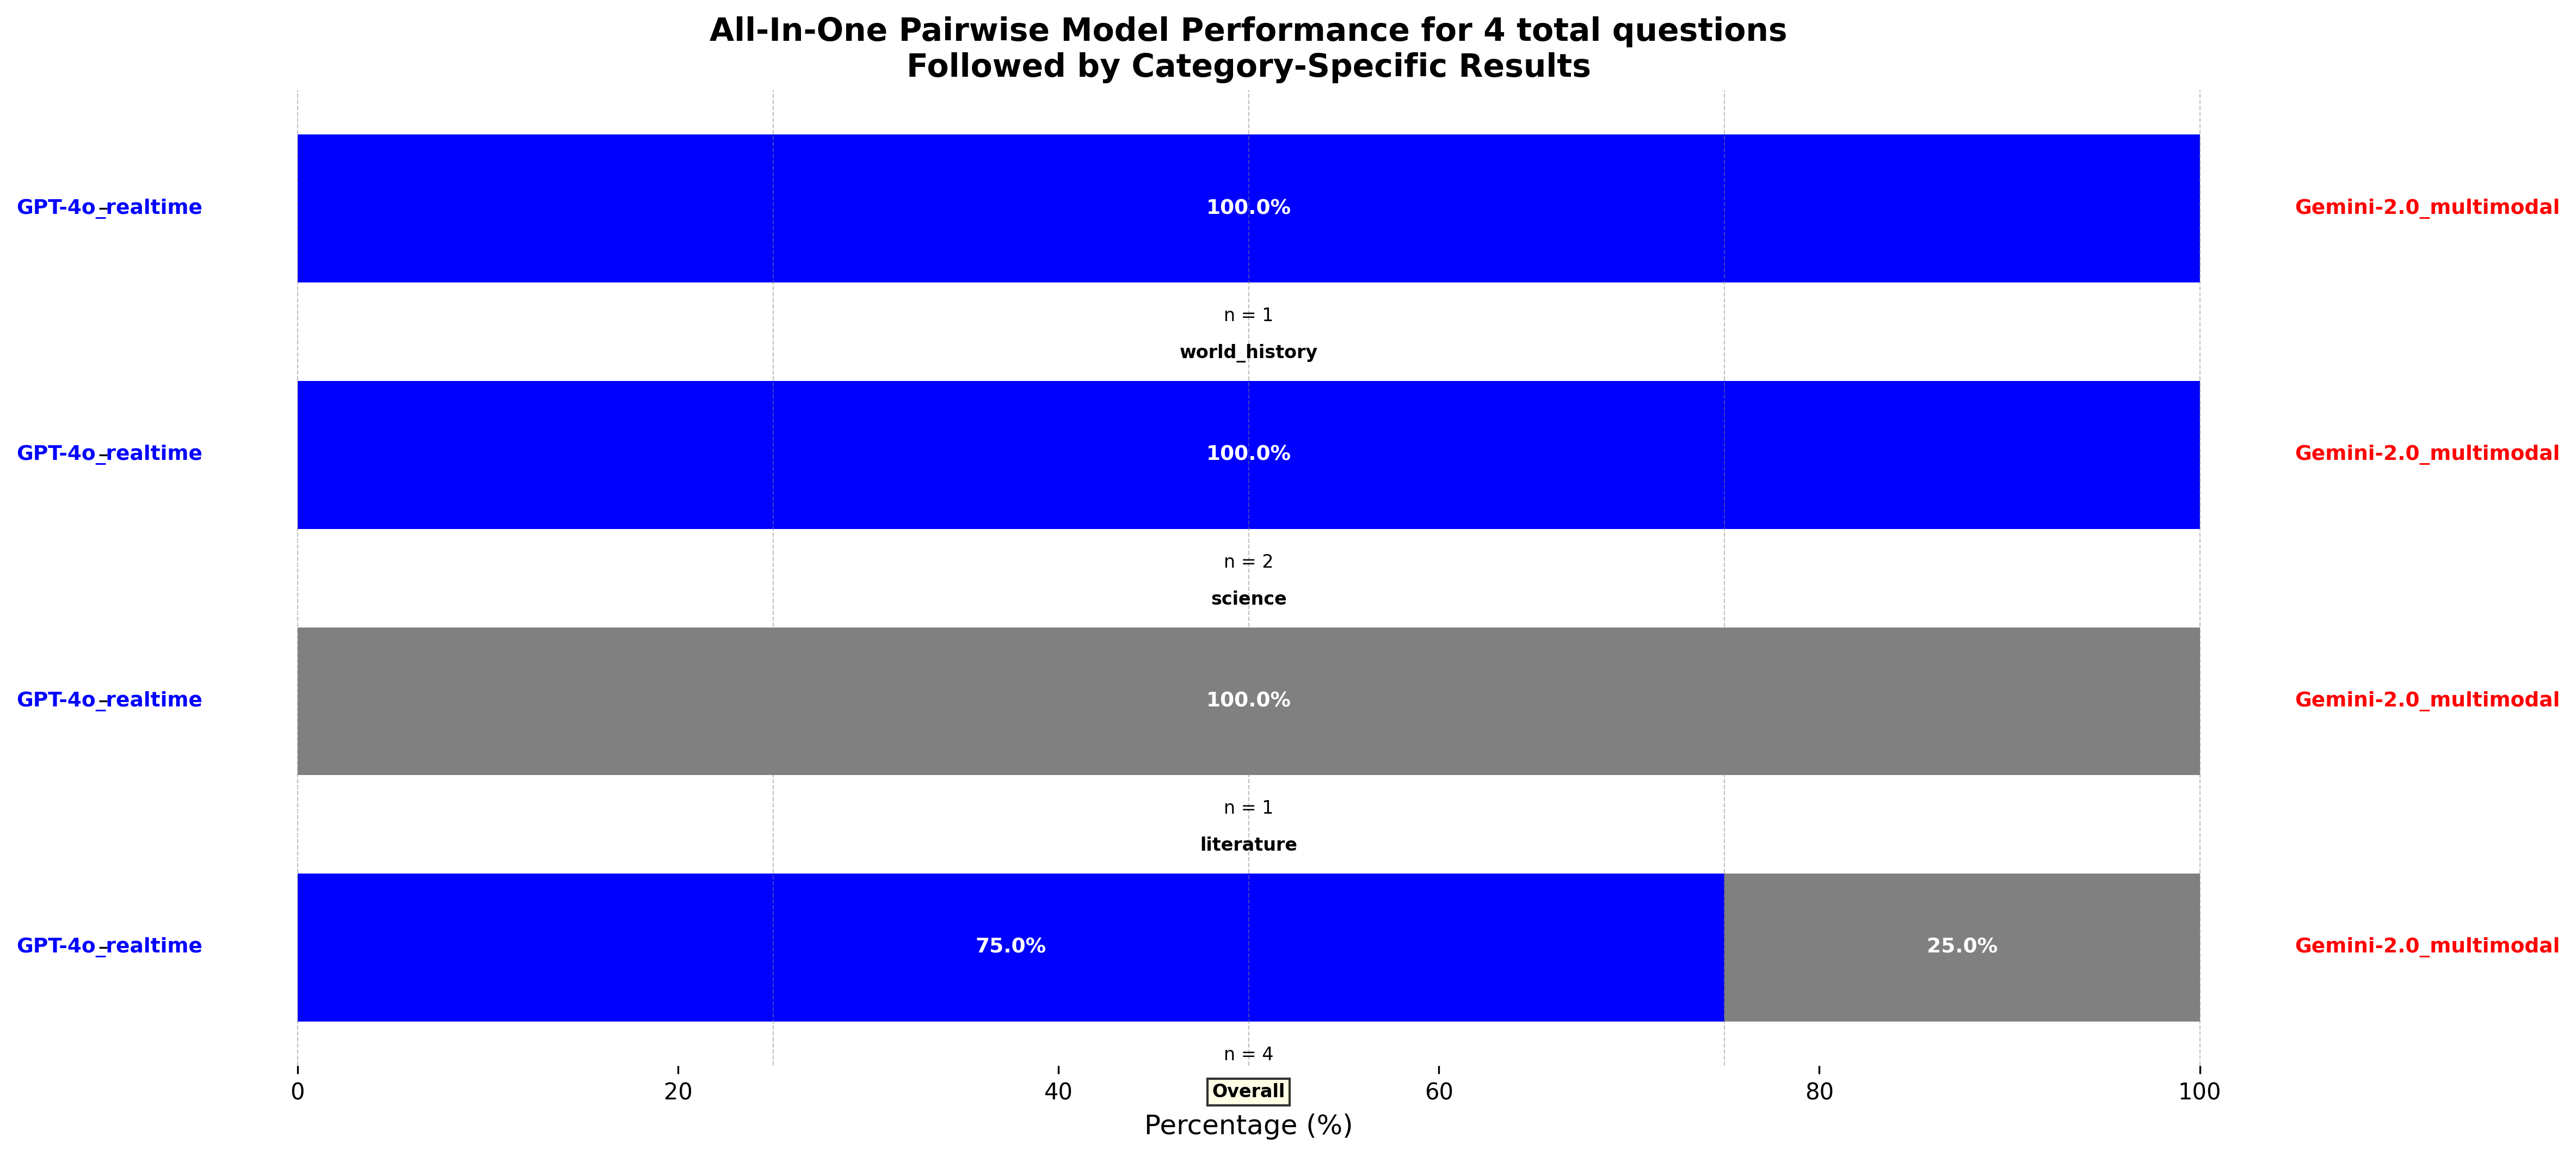 All-In-One Pairwise Model Performance for 4 total questions
Followed by Category-Specific Results
GPT-4o_realtime 100.0% Gemini-2.0_multimodal
n = 1
world_history
GPT-4o_realtime 100.0% Gemini-2.0_multimodal
n = 2
science
GPT-4o_realtime 100.0% Gemini-2.0_multimodal
n = 1
literature
GPT-4o_realtime 75.0% 25.0% Gemini-2.0_multimodal
n = 4
0 20 40 Overall 60 80 100
Percentage (%)